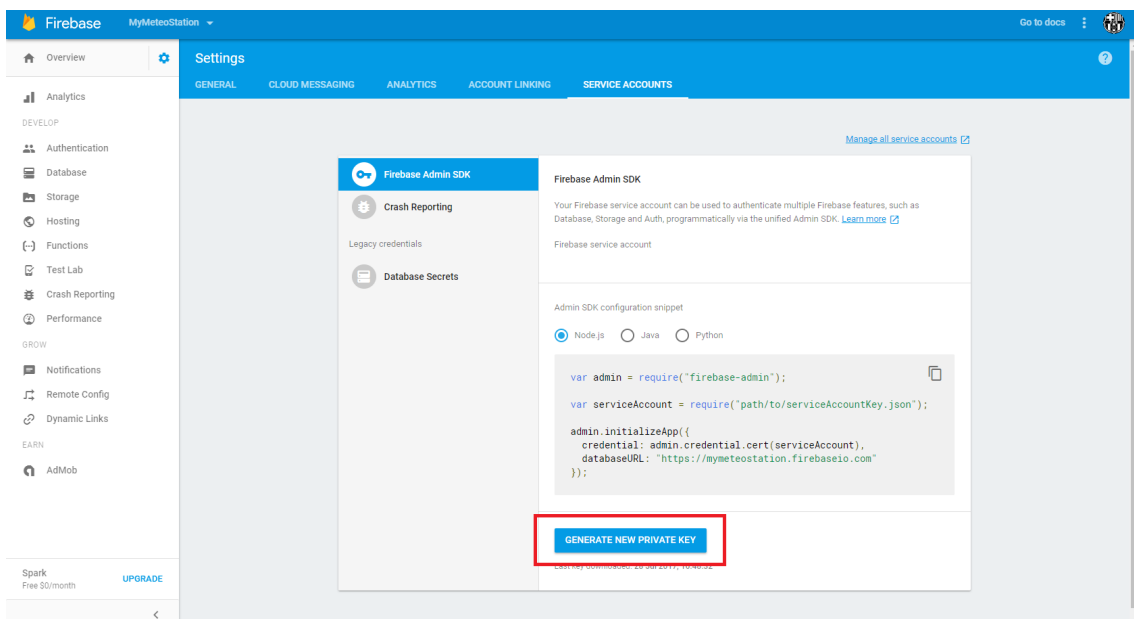 Firebase MyMeteoStation Go to docs
Overview
Settings
GENERAL CLOUD MESSAGING ANALYTICS ACCOUNT LINKING SERVICE ACCOUNTS
Analytics
DEVELOP
Authentication
Database
Storage
Hosting
Functions
Test Lab
Crash Reporting
Performance
GROW
Notifications
Remote Config
Dynamic Links
EARN
AdMob
Spark
Free $0/month
UPGRADE
Manage all service accounts
Firebase Admin SDK
Crash Reporting
Legacy credentials
Database Secrets
Firebase Admin SDK
Your Firebase service account can be used to authenticate multiple Firebase features, such as
Database, Storage and Auth, programmatically via the unified Admin SDK. Learn more
Firebase service account
Admin SDK configuration snippet
Node.js Java Python
var admin = require("firebase-admin");
var serviceAccount = require("path/to/serviceAccountKey.json");
admin.initializeApp({
credential: admin.credential.cert(serviceAccount),
databaseURL: "https://mymeteostation.firebaseio.com"
});
GENERATE NEW PRIVATE KEY
Last key downloaded: